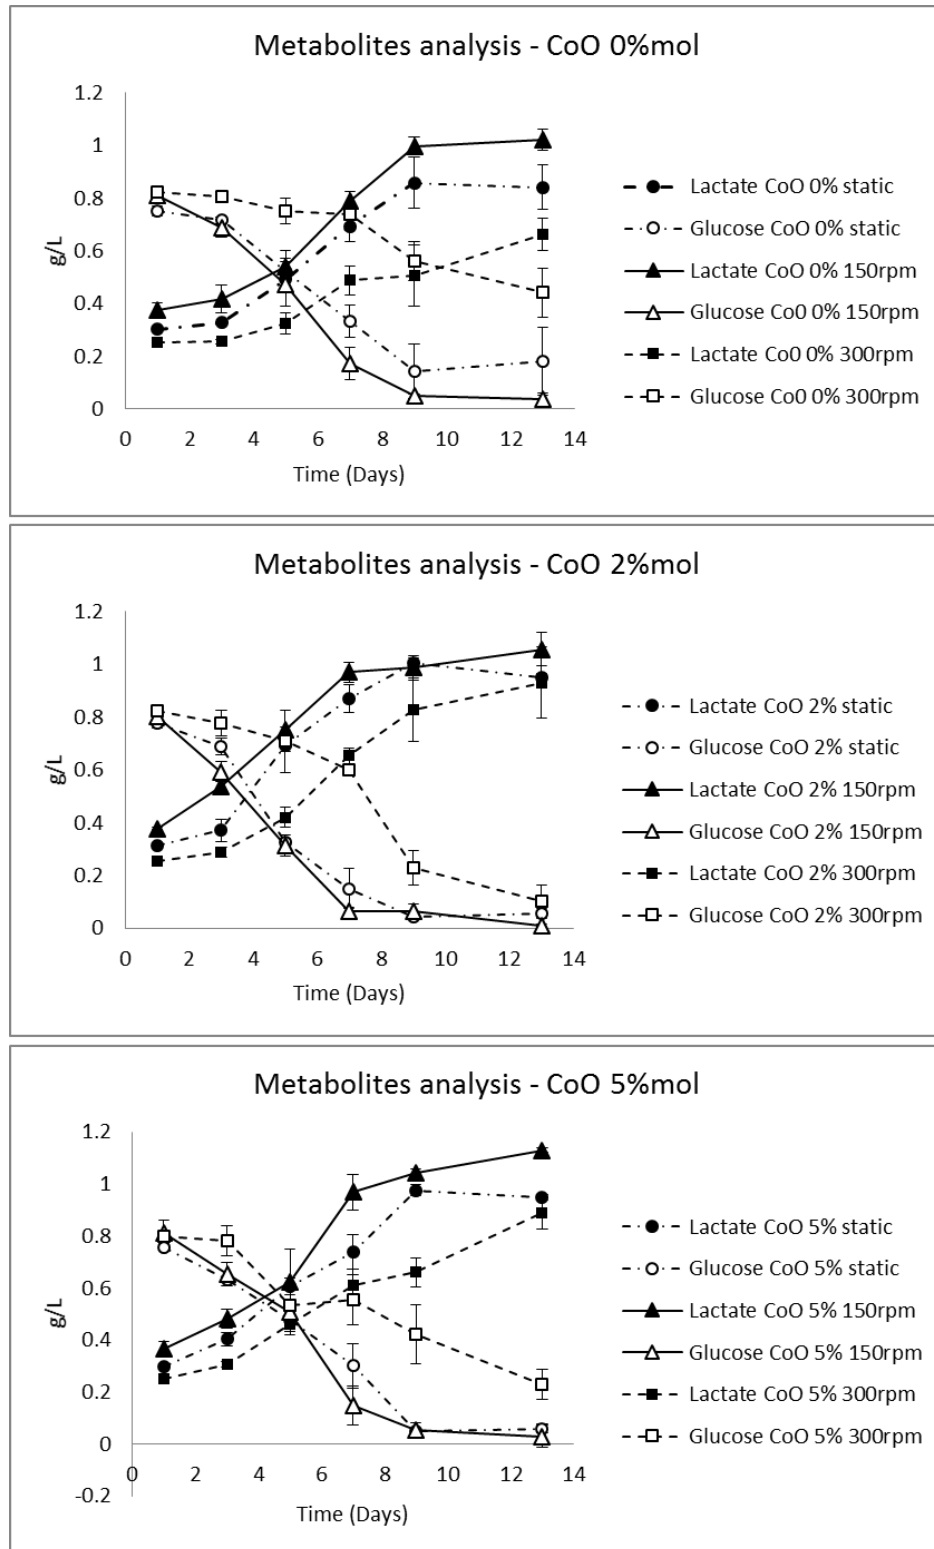 Metabolites analysis - CoO 0%mol
1.2
1
0.8
0.6
0.4
0.2
0
g/L
0 2 4 6 8 10 12 14
Time (Days)
Lactate CoO 0% static
Glucose CoO 0% static
Lactate CoO 0% 150rpm
Glucose Co0 0% 150rpm
Lactate Co0 0% 300rpm
Glucose Co0 0% 300rpm
Metabolites analysis - CoO 2%mol
1.2
1
0.8
0.6
0.4
0.2
0
g/L
0 2 4 6 8 10 12 14
Time (Days)
Lactate CoO 2% static
Glucose CoO 2% static
Lactate CoO 2% 150rpm
Glucose CoO 2% 150rpm
Lactate CoO 2% 300rpm
Glucose CoO 2% 300rpm
Metabolites analysis - CoO 5%mol
1.2
1
0.8
0.6
0.4
0.2
0
-0.2
g/L
0 2 4 6 8 10 12 14
Time (Days)
Lactate CoO 5% static
Glucose CoO 5% static
Lactate CoO 5% 150rpm
Glucose CoO 5% 150rpm
Lactate CoO 5% 300rpm
Glucose CoO 5% 300rpm